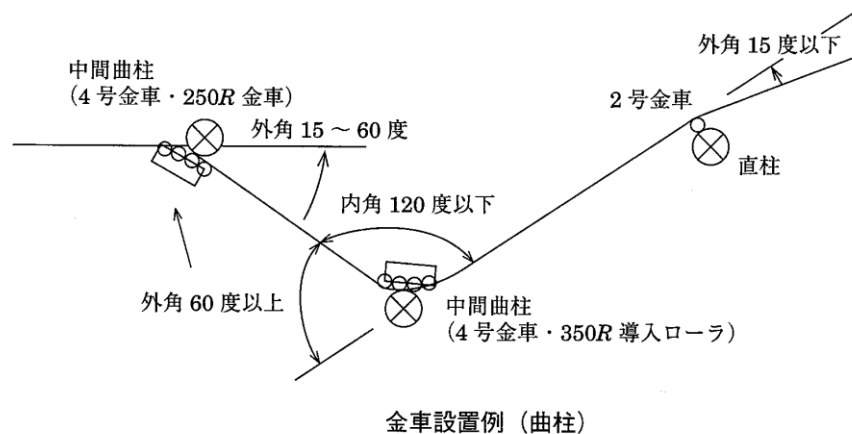 外角 15 度以下
中間曲柱
(4 号金車・250R 金車)
2 号金車
外角 15 ～ 60 度
直柱
内角 120 度以下
外角 60 度以上
中間曲柱
(4 号金車・350R 導入ローラ)
金車設置例（曲柱）